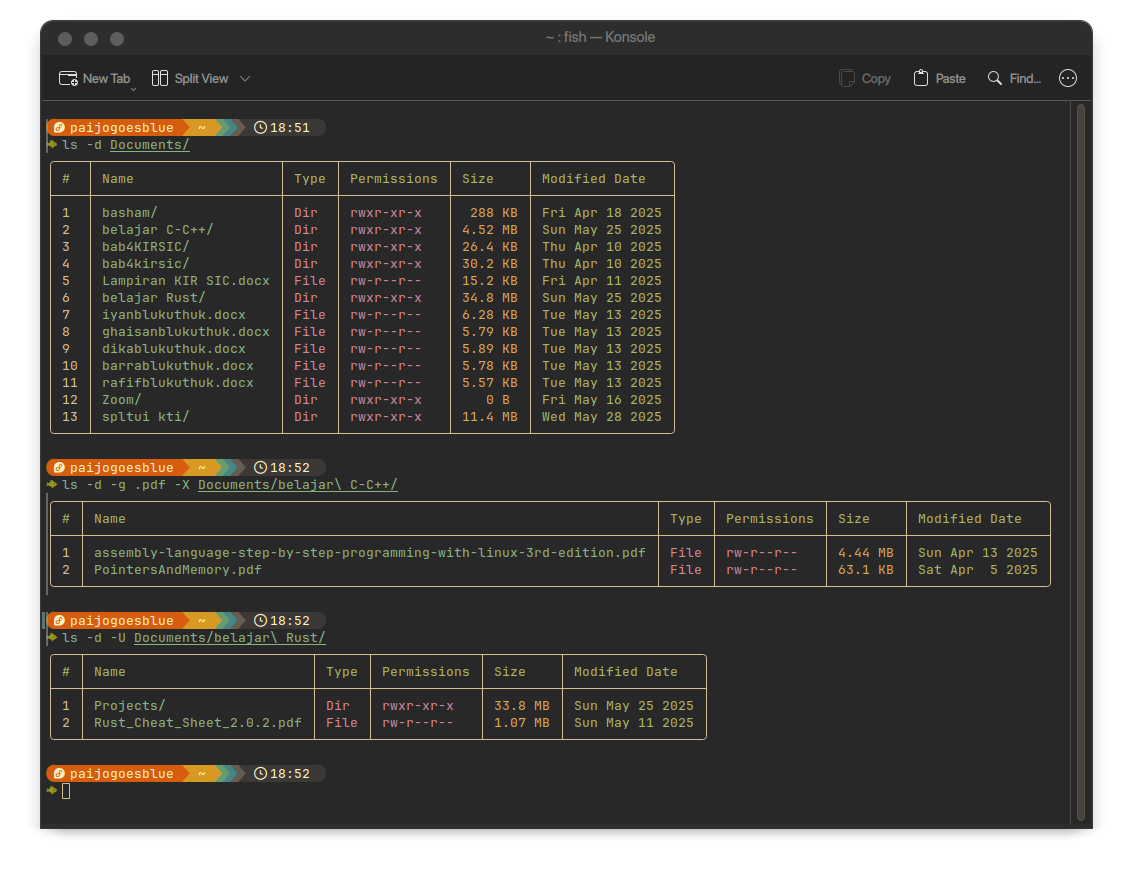 ~ : fish — Konsole
New Tab Split View Copy Paste Find...
paijogoesblue ~ 18:51
ls -d Documents/
# Name Type Permissions Size Modified Date
1 basham/ Dir rwxr-xr-x 288 KB Fri Apr 18 2025
2 belajar C-C++/ Dir rwxr-xr-x 4.52 MB Sun May 25 2025
3 bab4KIRSIC/ Dir rwxr-xr-x 26.4 KB Thu Apr 10 2025
4 bab4kirsic/ Dir rwxr-xr-x 30.2 KB Thu Apr 10 2025
5 Lampiran KIR SIC.docx File rw-r--r-- 15.2 KB Fri Apr 11 2025
6 belajar Rust/ Dir rwxr-xr-x 34.8 MB Sun May 25 2025
7 iyanblukuthuk.docx File rw-r--r-- 6.28 KB Tue May 13 2025
8 ghaisanblukuthuk.docx File rw-r--r-- 5.79 KB Tue May 13 2025
9 dikablukuthuk.docx File rw-r--r-- 5.89 KB Tue May 13 2025
10 barrablukuthuk.docx File rw-r--r-- 5.78 KB Tue May 13 2025
11 rafifblukuthuk.docx File rw-r--r-- 5.57 KB Tue May 13 2025
12 Zoom/ Dir rwxr-xr-x 0 B Fri May 16 2025
13 spltui kti/ Dir rwxr-xr-x 11.4 MB Wed May 28 2025
paijogoesblue ~ 18:52
ls -d -g .pdf -X Documents/belajar\ C-C++/
# Name Type Permissions Size Modified Date
1 assembly-language-step-by-step-programming-with-linux-3rd-edition.pdf File rw-r--r-- 4.44 MB Sun Apr 13 2025
2 PointersAndMemory.pdf File rw-r--r-- 63.1 KB Sat Apr 5 2025
paijogoesblue ~ 18:52
ls -d -U Documents/belajar\ Rust/
# Name Type Permissions Size Modified Date
1 Projects/ Dir rwxr-xr-x 33.8 MB Sun May 25 2025
2 Rust_Cheat_Sheet_2.0.2.pdf File rw-r--r-- 1.07 MB Sun May 11 2025
paijogoesblue ~ 18:52